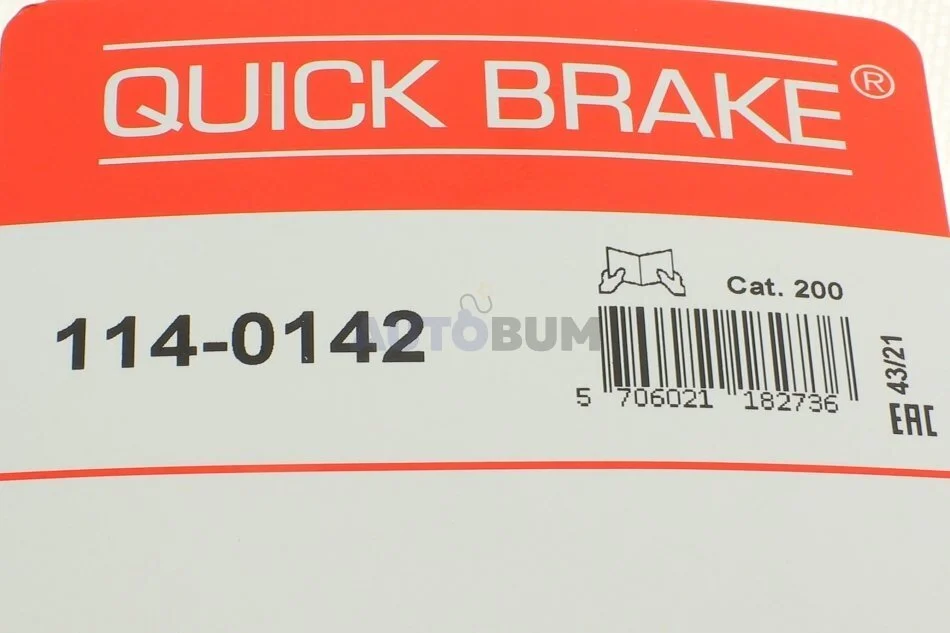 QUICK BRAKE®
Cat. 200
114-0142
AUTOBUM
5 706021 182736
43/21
EAC